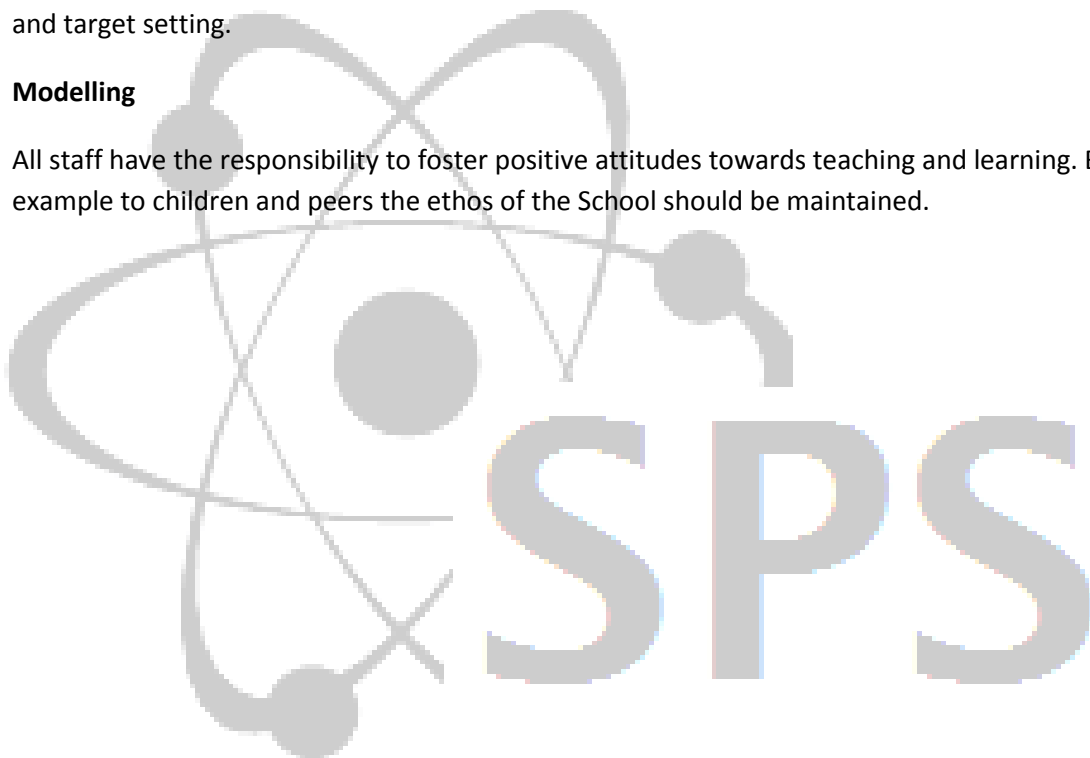 and target setting.
Modelling
All staff have the responsibility to foster positive attitudes towards teaching and learning.
example to children and peers the ethos of the School should be maintained.
SPS